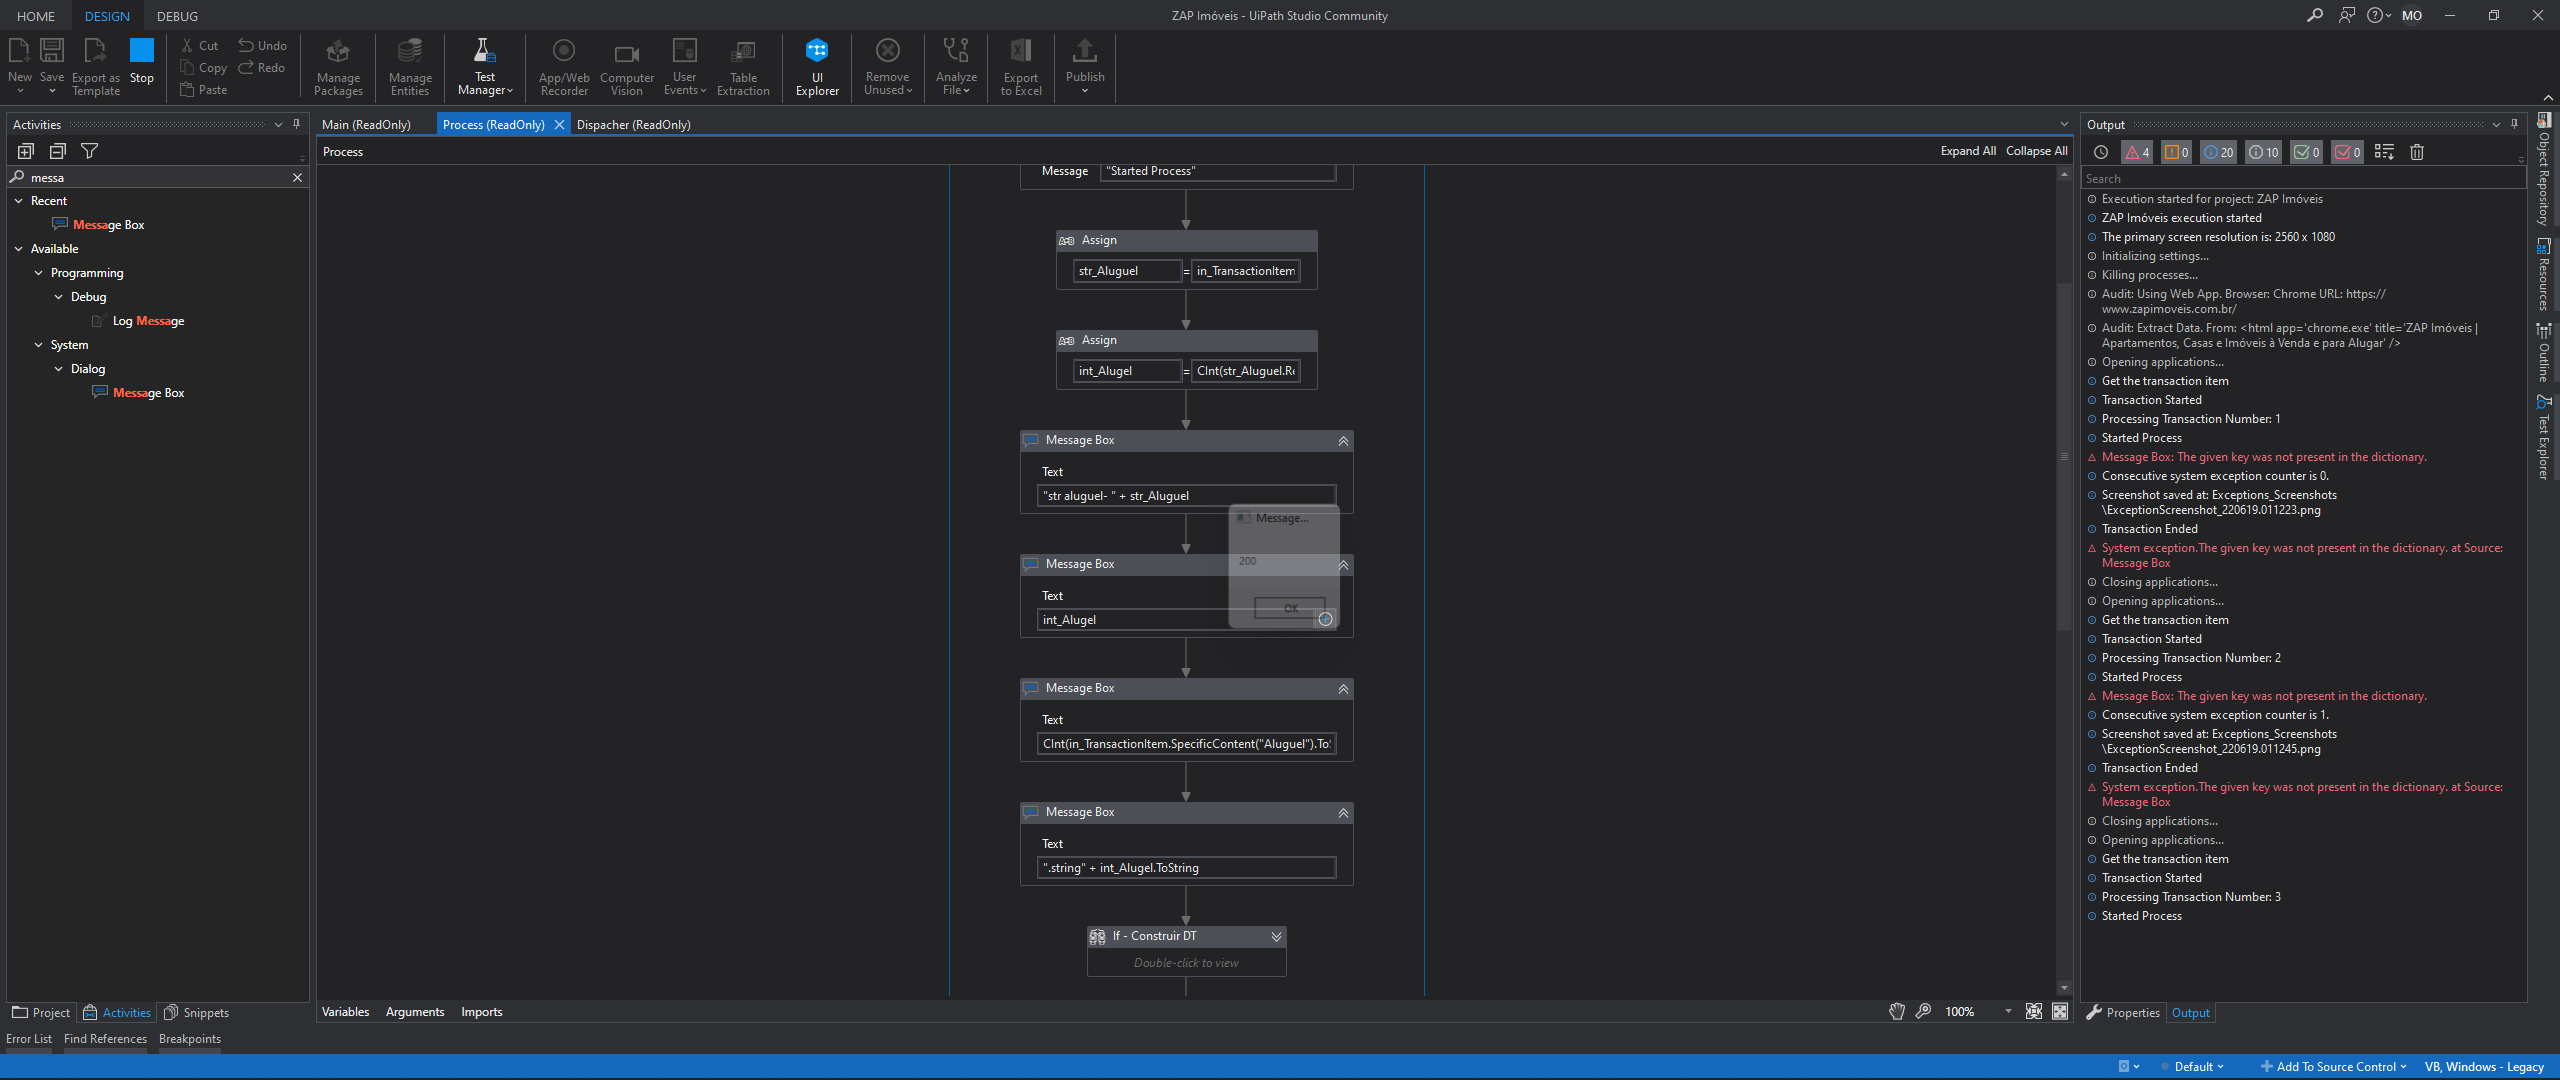 HOME DESIGN DEBUG
ZAP Imóveis - UiPath Studio Community
MO
New
Save
Export as Template
Stop
Cut
Copy
Paste
Undo
Redo
Manage Packages
Manage Entities
Test Manager
App/Web Recorder
Computer Vision
User Events
Table Extraction
UI Explorer
Remove Unused
Analyze File
Export to Excel
Publish
Activities
messa
Recent
Message Box
Available
Programming
Debug
Log Message
System
Dialog
Message Box
Project Activities Snippets
Main (ReadOnly) Process (ReadOnly) Dispacher (ReadOnly)
Process
Expand All Collapse All
Message "Started Process"
Assign
str_Aluguel = in_TransactionItem
Assign
int_Alugel = CInt(str_Aluguel.Re
Message Box
Text
"str aluguel- " + str_Aluguel
Message...
200
OK
Message Box
Text
int_Alugel
Message Box
Text
CInt(in_TransactionItem.SpecificContent("Aluguel").ToS
Message Box
Text
".string" + int_Alugel.ToString
If - Construir DT
Double-click to view
Variables Arguments Imports
100%
Output
4 0 20 10 0 0
Search
Execution started for project: ZAP Imóveis
ZAP Imóveis execution started
The primary screen resolution is: 2560 x 1080
Initializing settings...
Killing processes...
Audit: Using Web App. Browser: Chrome URL: https://
www.zapimoveis.com.br/
Audit: Extract Data. From: <html app='chrome.exe' title='ZAP Imóveis |
Apartamentos, Casas e Imóveis à Venda e para Alugar' />
Opening applications...
Get the transaction item
Transaction Started
Processing Transaction Number: 1
Started Process
Message Box: The given key was not present in the dictionary.
Consecutive system exception counter is 0.
Screenshot saved at: Exceptions_Screenshots
\ExceptionScreenshot_220619.011223.png
Transaction Ended
System exception.The given key was not present in the dictionary. at Source:
Message Box
Closing applications...
Opening applications...
Get the transaction item
Transaction Started
Processing Transaction Number: 2
Started Process
Message Box: The given key was not present in the dictionary.
Consecutive system exception counter is 1.
Screenshot saved at: Exceptions_Screenshots
\ExceptionScreenshot_220619.011245.png
Transaction Ended
System exception.The given key was not present in the dictionary. at Source:
Message Box
Closing applications...
Opening applications...
Get the transaction item
Transaction Started
Processing Transaction Number: 3
Started Process
Properties Output
Object Repository
Resources
Outline
Test Explorer
Error List Find References Breakpoints
Default Add To Source Control VB, Windows - Legacy